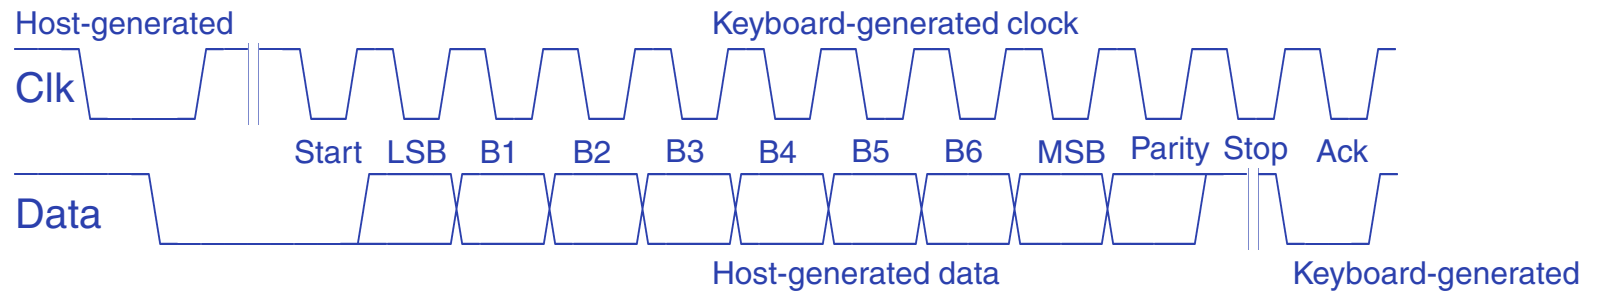 Host-generated Keyboard-generated clock
Clk
Start LSB B1 B2 B3 B4 B5 B6 MSB Parity Stop Ack
Data
Host-generated data Keyboard-generated